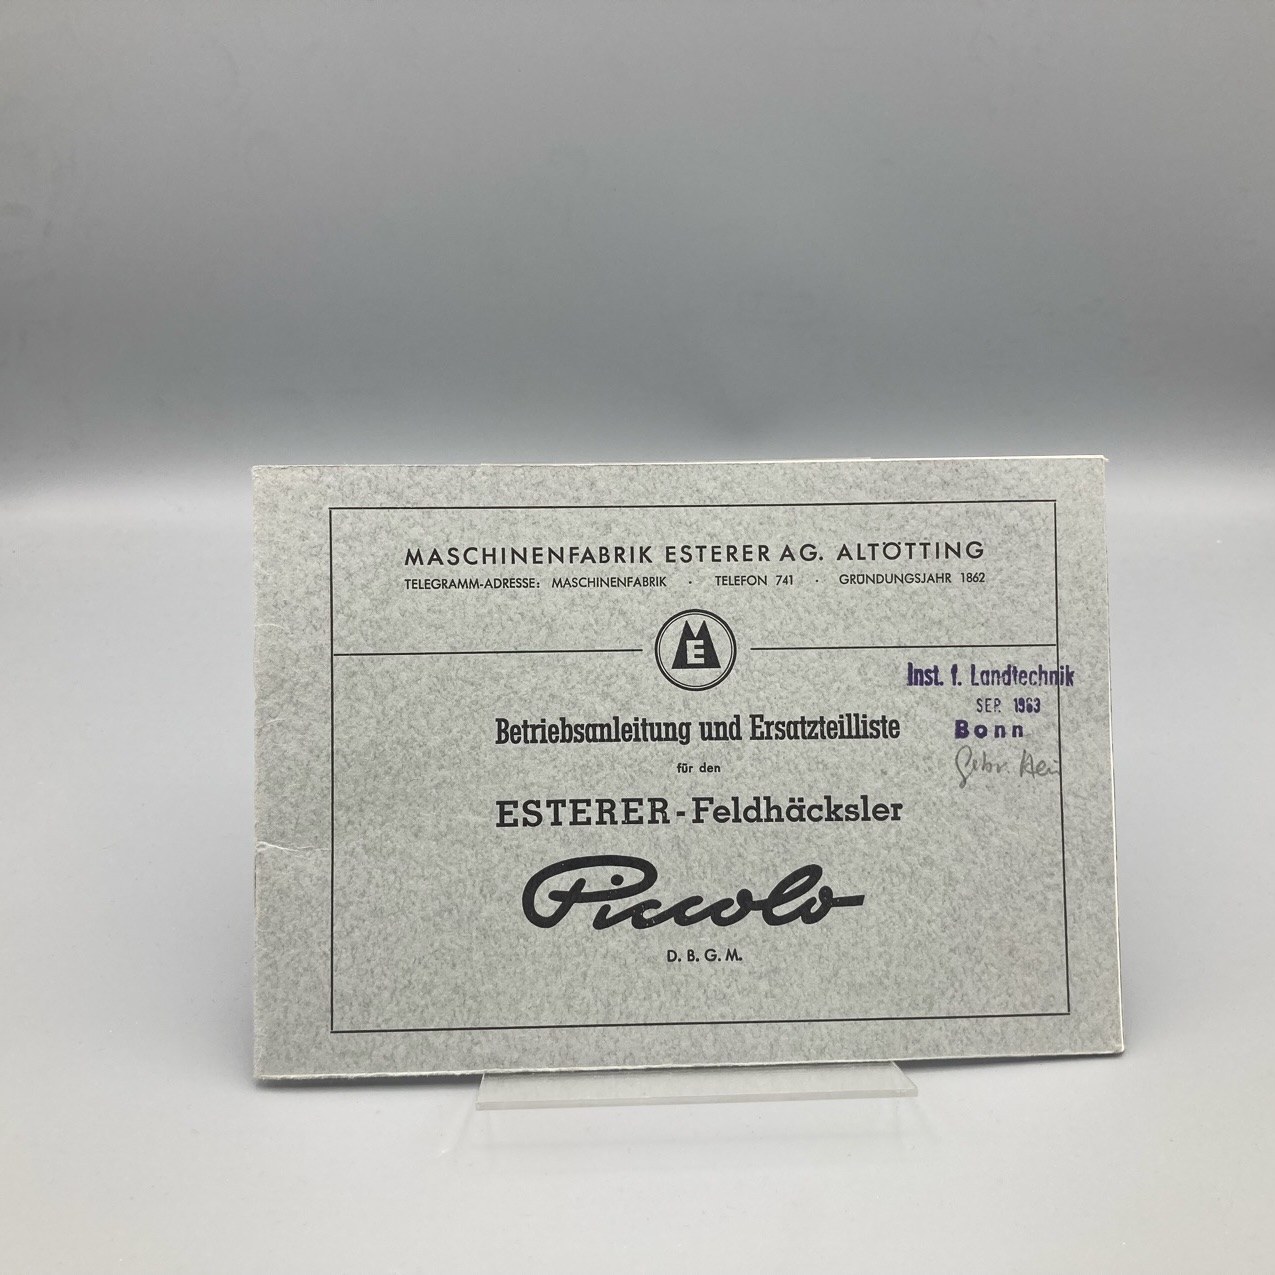 MASCHINENFABRIK ESTERER AG. ALTÖTTING
TELEGRAMM-ADRESSE: MASCHINENFABRIK · TELEFON 741 · GRÜNDUNGSJAHR 1862
ME
Inst. f. Landtechnik
SEP. 1963
Bonn
Betriebsanleitung und Ersatzteilliste
für den
ESTERER-Feldhäcksler
Piccolo
D. B. G. M.